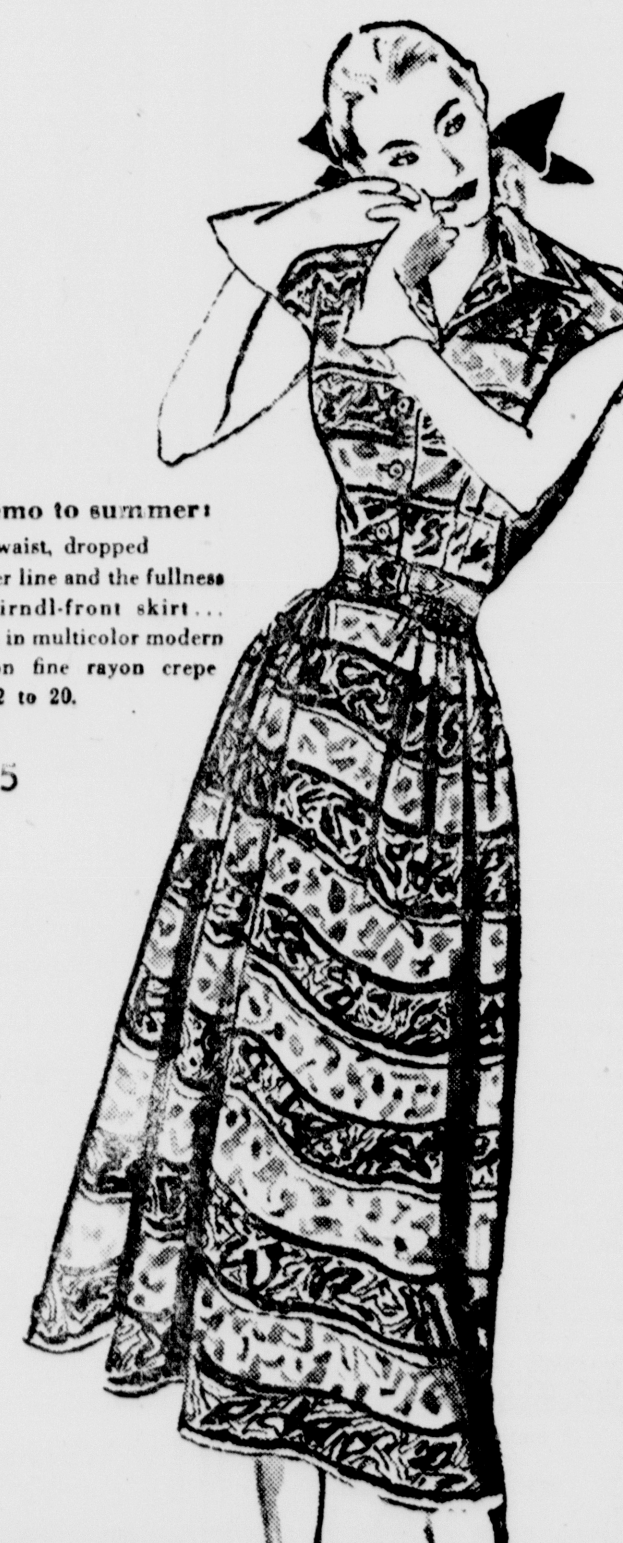 mo to summer:
waist, dropped
r line and the fullness
irndl-front skirt...
in multicolor modern
n fine rayon crepe
2 to 20.
5